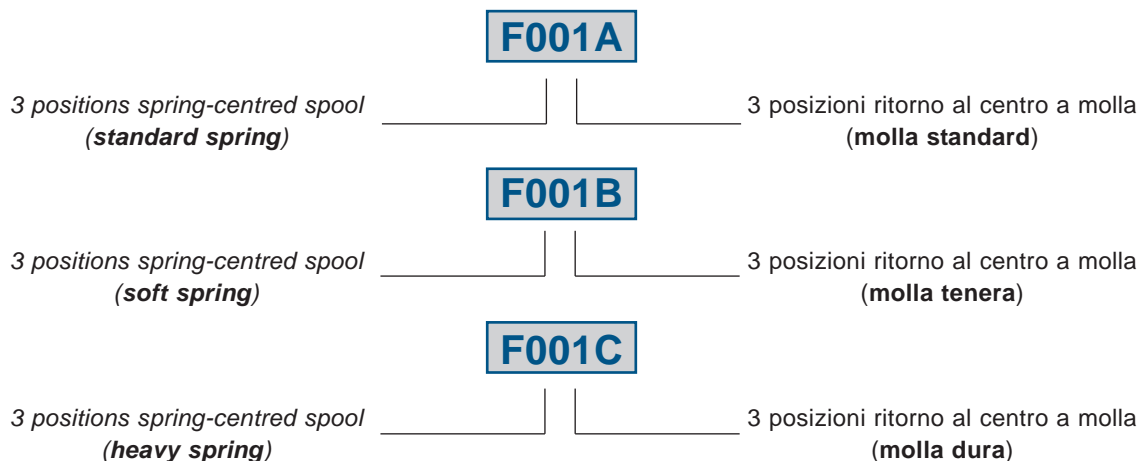 F001A
3 positions spring-centred spool
(standard spring)
3 posizioni ritorno al centro a molla
(molla standard)
F001B
3 positions spring-centred spool
(soft spring)
3 posizioni ritorno al centro a molla
(molla tenera)
F001C
3 positions spring-centred spool
(heavy spring)
3 posizioni ritorno al centro a molla
(molla dura)